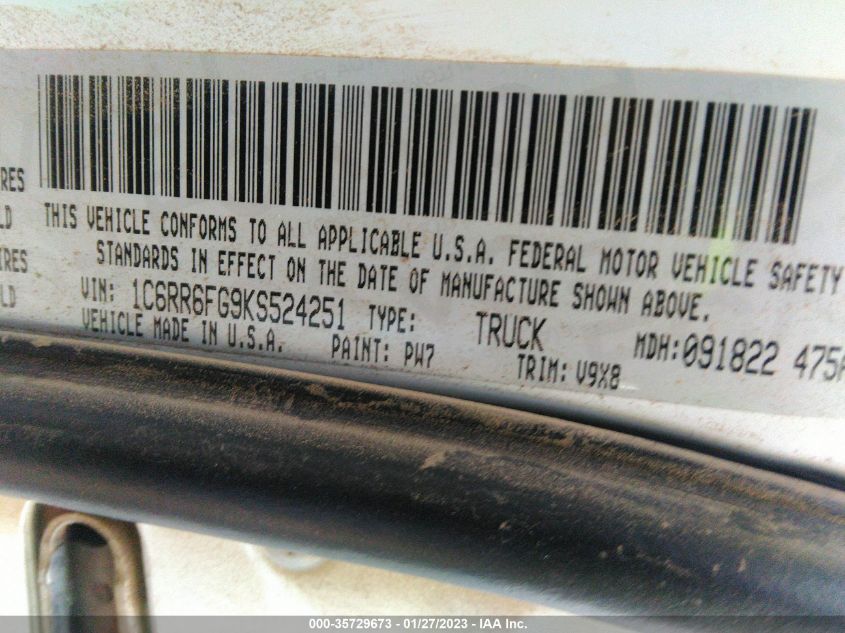 RES
LD
IRES
LD
THIS VEHICLE CONFORMS TO ALL APPLICABLE U.S.A. FEDERAL MOTOR VEHICLE SAFETY
STANDARDS IN EFFECT ON THE DATE OF MANUFACTURE SHOWN ABOVE.
VIN: 1C6RR6FG9KS524251 TYPE: TRUCK MDH:091822 475A
VEHICLE MADE IN U.S.A. PAINT: PW7 TRIM: V9X8
000-35729673 - 01/27/2023 - IAA Inc.